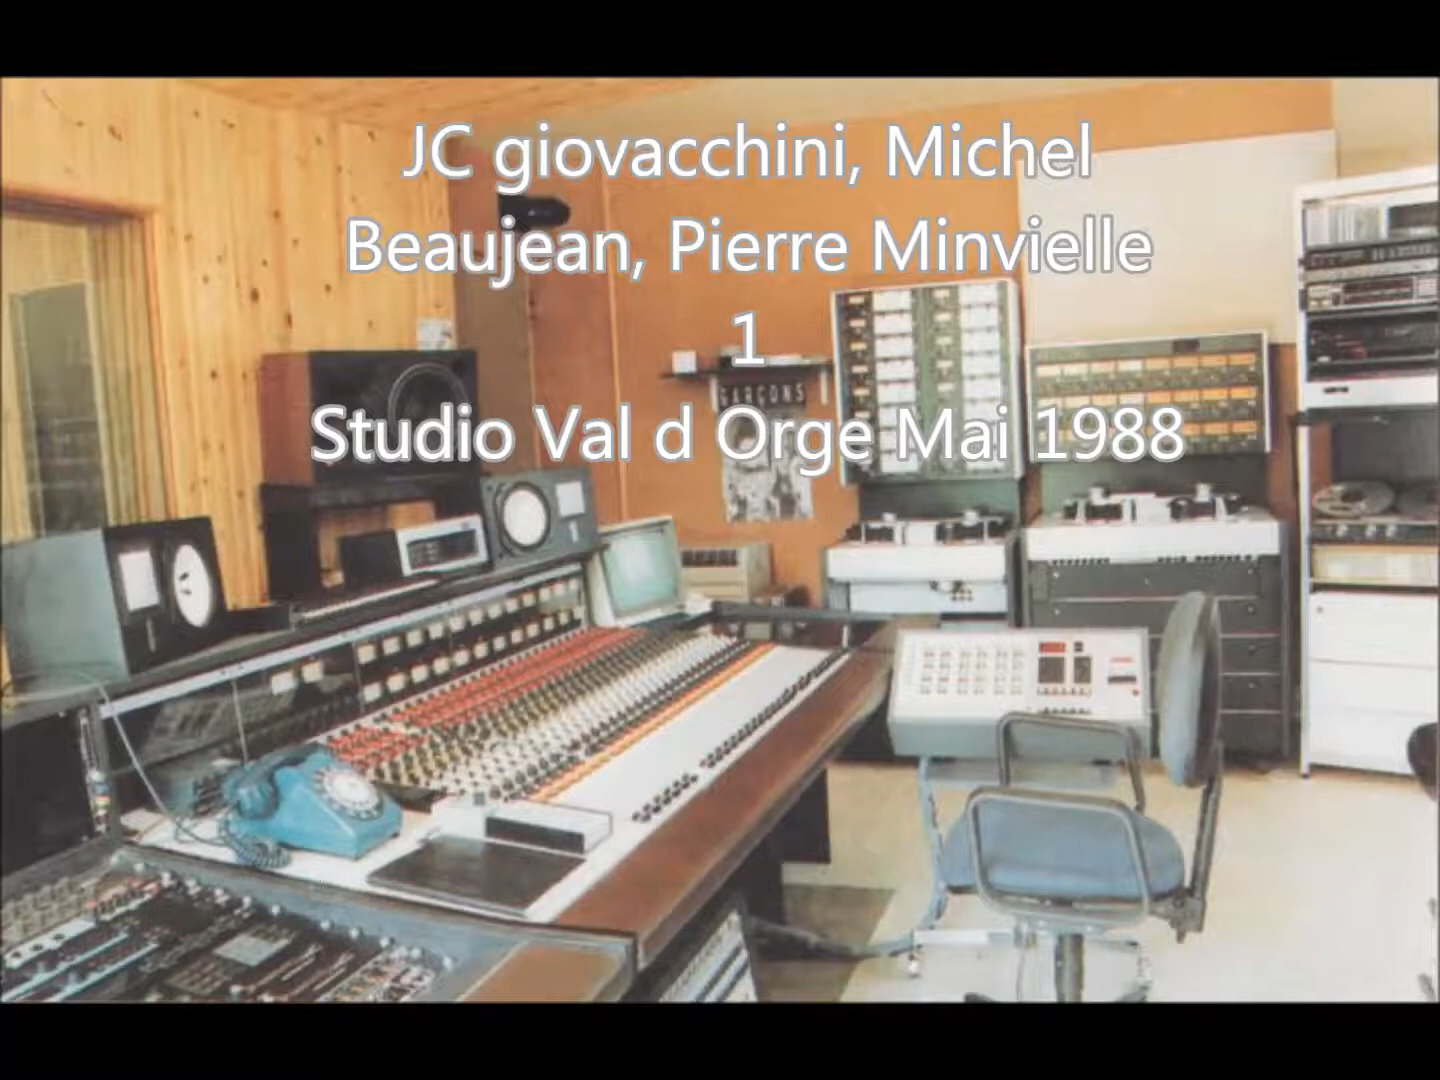 JC giovacchini, Michel
Beaujean, Pierre Minvielle
1
Studio Val d Orge Mai 1988
GARÇONS